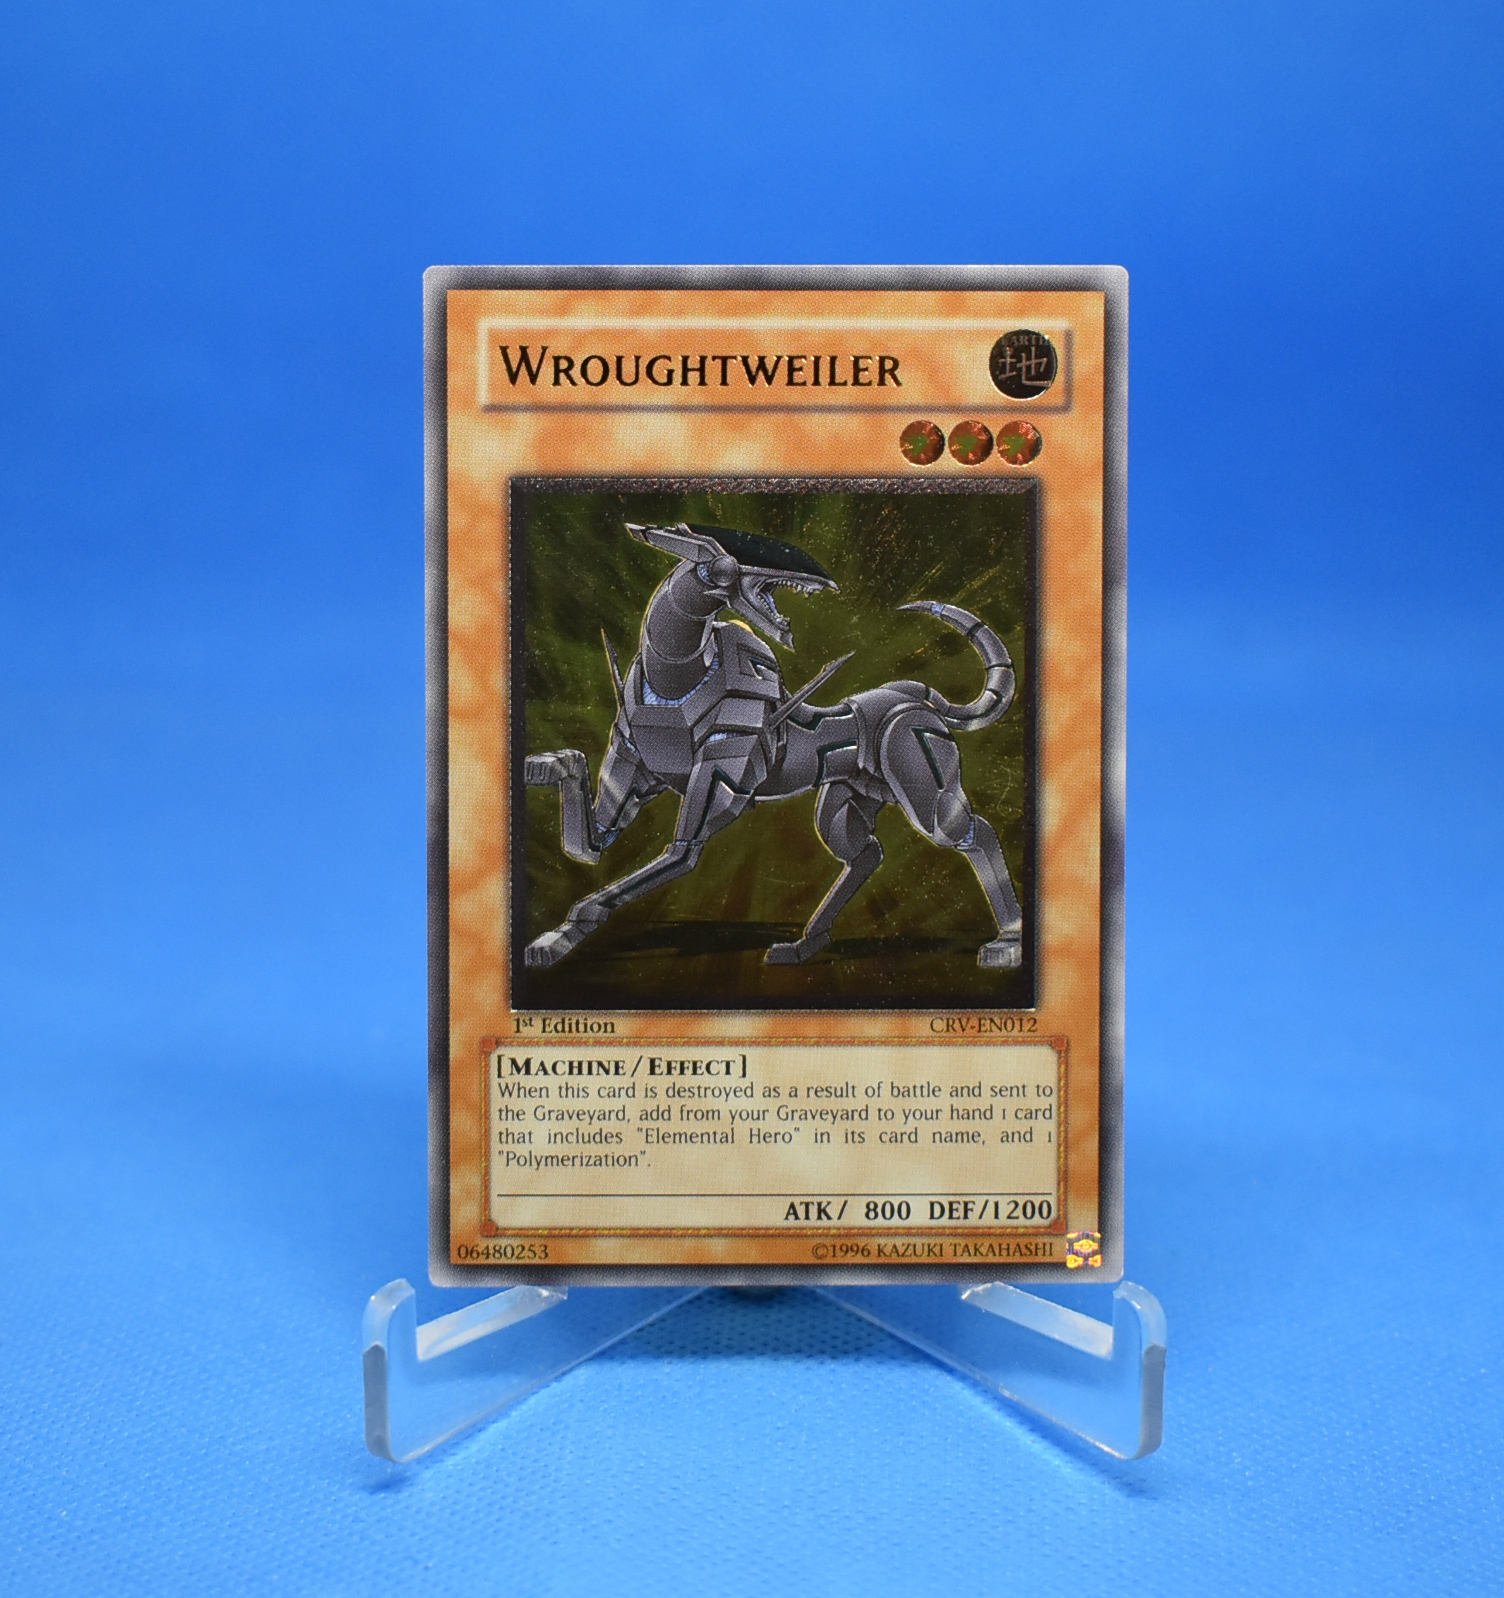 WROUGHTWEILER
EARTH
地
1st Edition
CRV-EN012
[MACHINE/EFFECT]
When this card is destroyed as a result of battle and sent to
the Graveyard, add from your Graveyard to your hand 1 card
that includes "Elemental Hero" in its card name, and 1
"Polymerization".
ATK/ 800 DEF/1200
06480253
©1996 KAZUKI TAKAHASHI